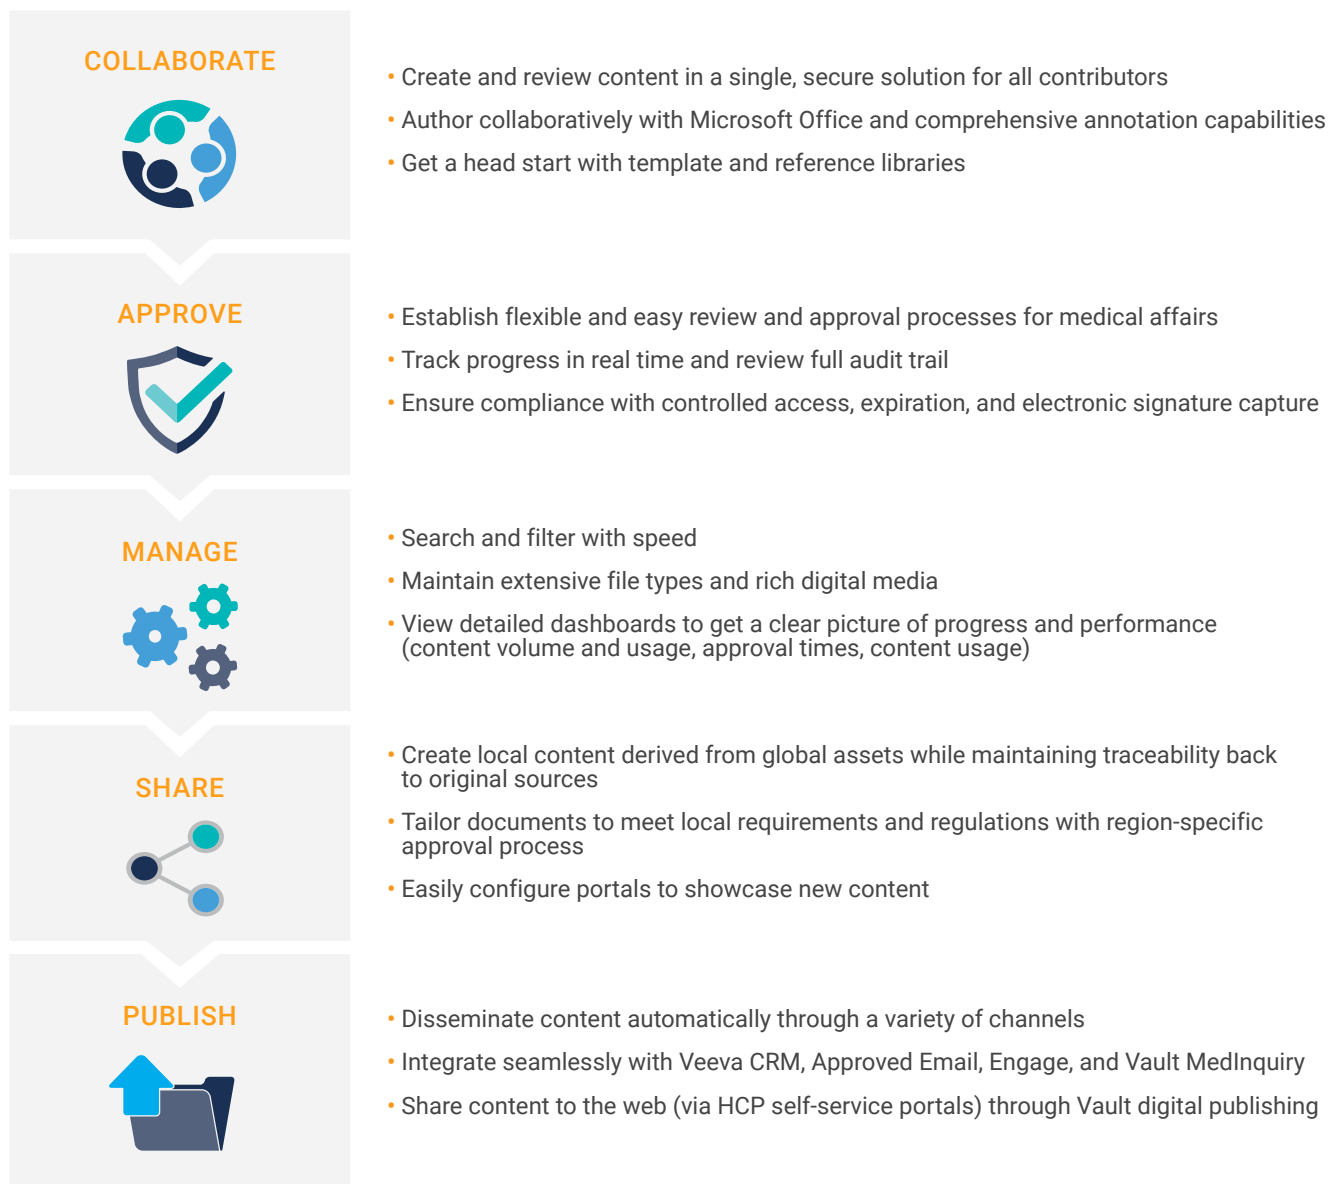 COLLABORATE
• Create and review content in a single, secure solution for all contributors
• Author collaboratively with Microsoft Office and comprehensive annotation capabilities
• Get a head start with template and reference libraries
APPROVE
• Establish flexible and easy review and approval processes for medical affairs
• Track progress in real time and review full audit trail
• Ensure compliance with controlled access, expiration, and electronic signature capture
MANAGE
• Search and filter with speed
• Maintain extensive file types and rich digital media
• View detailed dashboards to get a clear picture of progress and performance
(content volume and usage, approval times, content usage)
SHARE
• Create local content derived from global assets while maintaining traceability back
to original sources
• Tailor documents to meet local requirements and regulations with region-specific
approval process
• Easily configure portals to showcase new content
PUBLISH
• Disseminate content automatically through a variety of channels
• Integrate seamlessly with Veeva CRM, Approved Email, Engage, and Vault MedInquiry
• Share content to the web (via HCP self-service portals) through Vault digital publishing